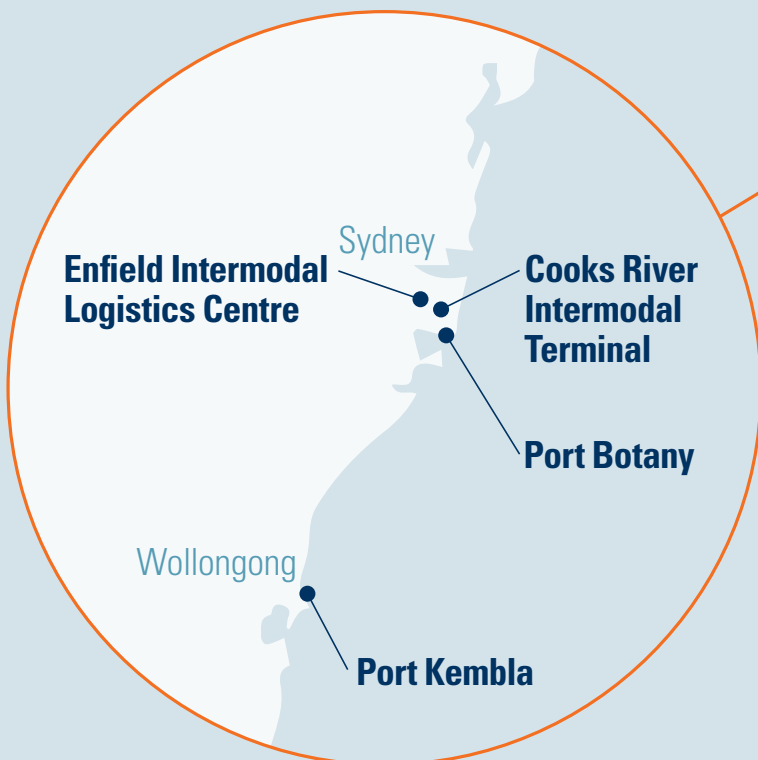 Sydney
Enfield Intermodal
Logistics Centre
Cooks River
Intermodal
Terminal
Port Botany
Wollongong
Port Kembla